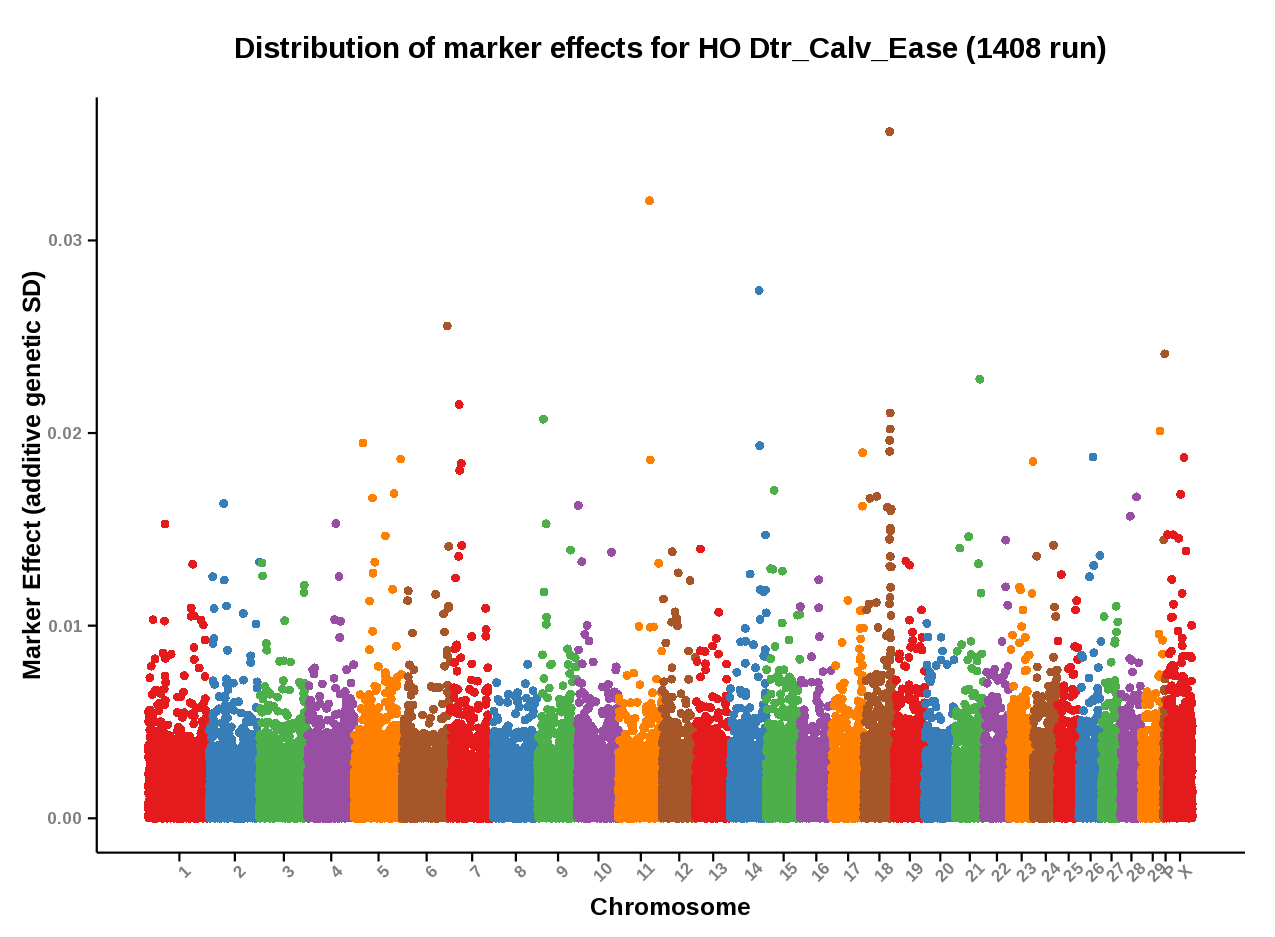 Distribution of marker effects for HO Dtr_Calv_Ease (1408 run)
Marker Effect (additive genetic SD)
0.03
0.02
0.01
0.00
1 2 3 4 5 6 7 8 9 10 11 12 13 14 15 16 17 18 19 20 21 22 23 24 25 26 27 28 29 P X
Chromosome